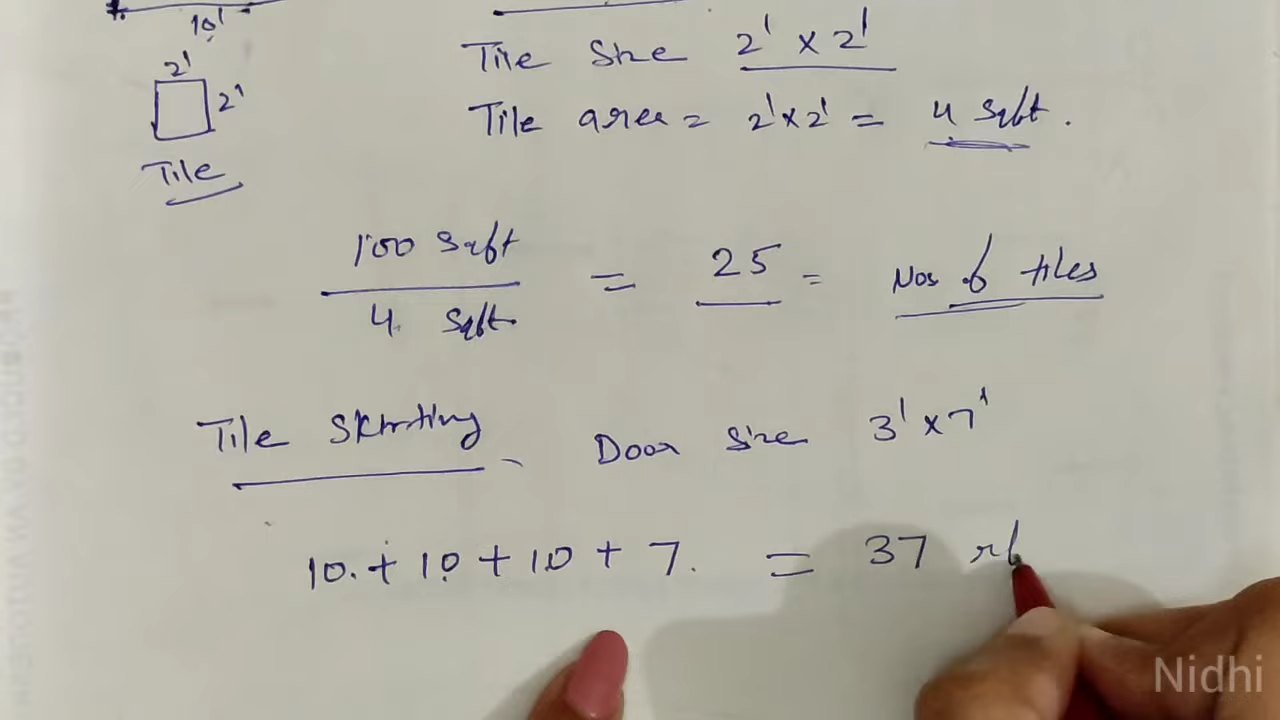 10'
2'
2'
Tile
Tile Size 2' x 2'
Tile area = 2' x 2' = 4 Sqft.
100 Sqft
4 Sqft.
= 25 = Nos of tiles
Tile Skirting - Door Size 3' x 7'
10. + 10 + 10 + 7. = 37 rf
Nidhi